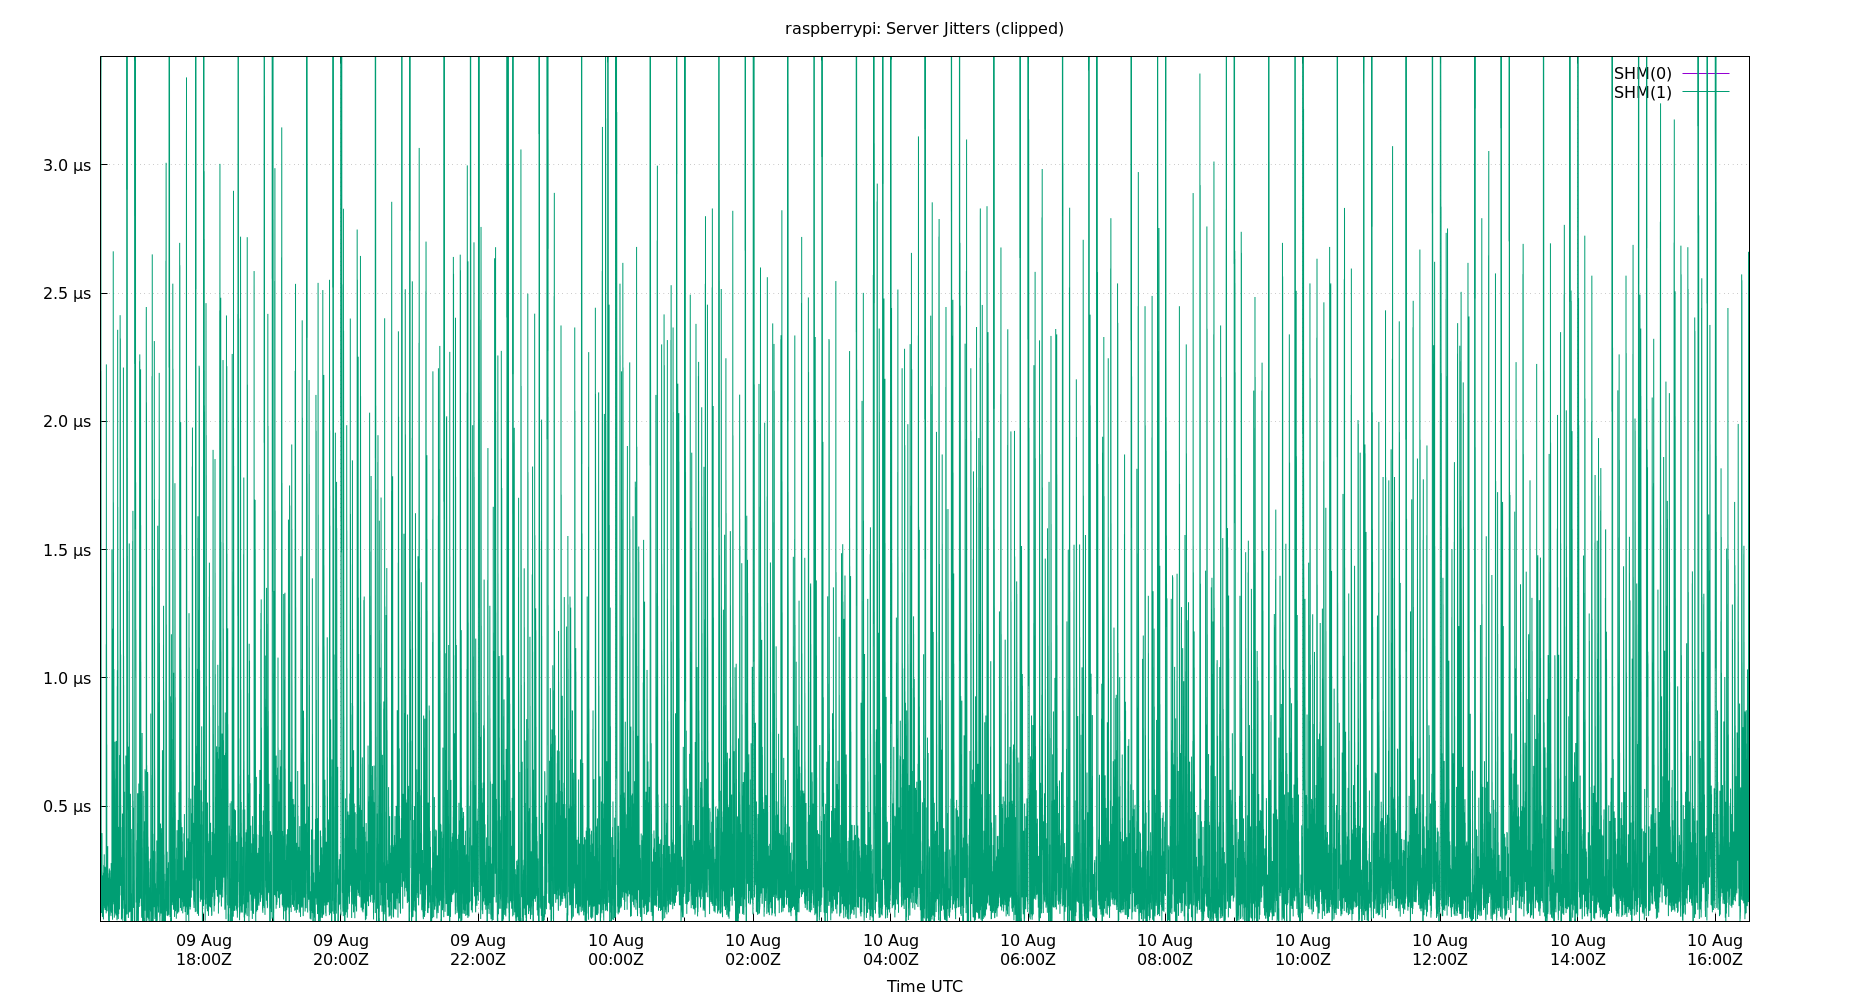 raspberrypi: Server Jitters (clipped)
SHM(0)
SHM(1)
3.0 µs
2.5 µs
2.0 µs
1.5 µs
1.0 µs
0.5 µs
09 Aug 09 Aug 09 Aug 10 Aug 10 Aug 10 Aug 10 Aug 10 Aug 10 Aug 10 Aug 10 Aug 10 Aug
18:00Z 20:00Z 22:00Z 00:00Z 02:00Z 04:00Z 06:00Z 08:00Z 10:00Z 12:00Z 14:00Z 16:00Z
Time UTC